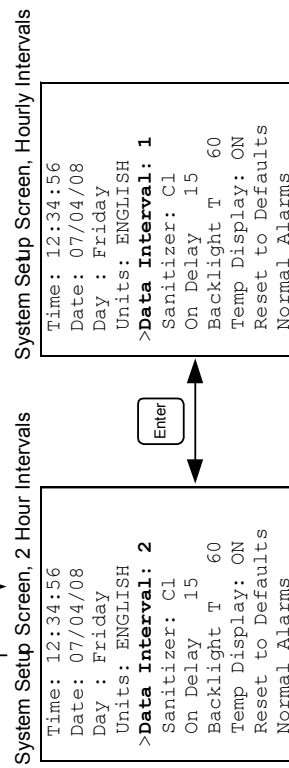 System Setup Screen, 2 Hour Intervals
Time: 12:34:56
Date: 07/04/08
Day : Friday
Units: ENGLISH
>Data Interval: 2
Sanitizer: Cl
On Delay 15
Backlight T 60
Temp Display: ON
Reset to Defaults
Normal Alarms
Enter
System Setup Screen, Hourly Intervals
Time: 12:34:56
Date: 07/04/08
Day : Friday
Units: ENGLISH
>Data Interval: 1
Sanitizer: Cl
On Delay 15
Backlight T 60
Temp Display: ON
Reset to Defaults
Normal Alarms